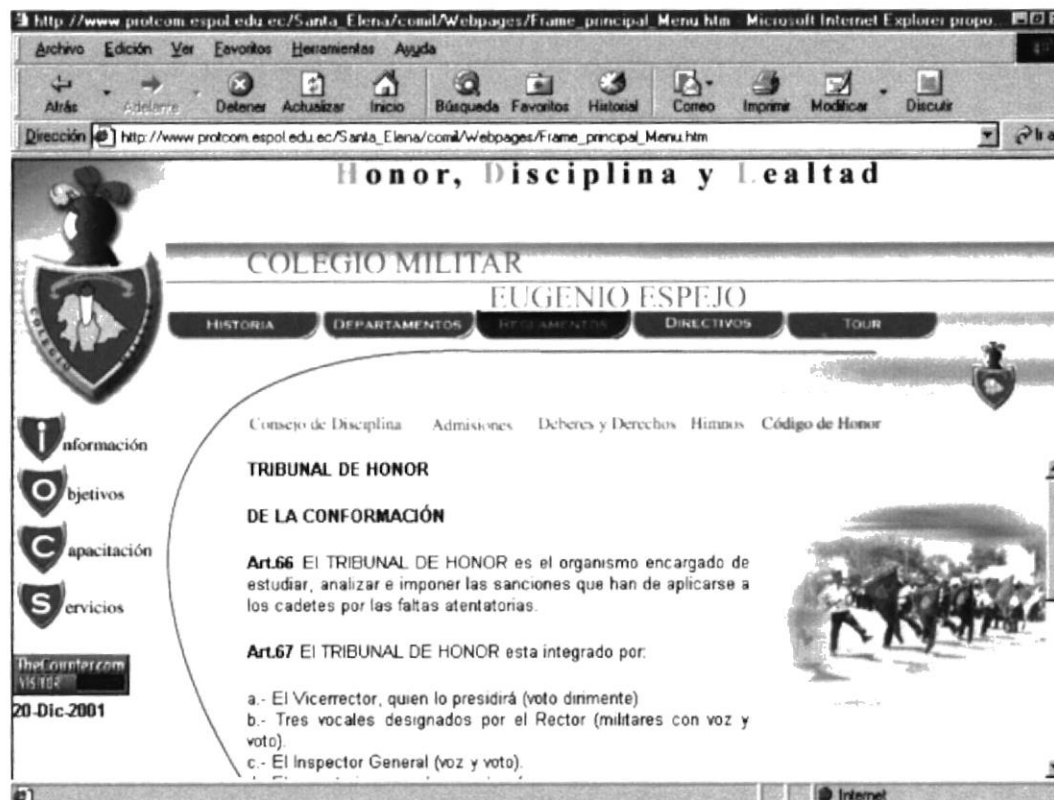 http://www.protcom.espol.edu.ec/Santa_Elena/comil/Webpages/Frame_principal_Menu.htm - Microsoft Internet Explorer propo...
Archivo Edición Ver Favoritos Herramientas Ayuda
Atrás Adelante Detener Actualizar Inicio Búsqueda Favoritos Historial Correo Imprimir Modificar Discutir
Dirección http://www.protcom.espol.edu.ec/Santa_Elena/comil/Webpages/Frame_principal_Menu.htm Ir a
Honor, Disciplina y Lealtad
COLEGIO MILITAR
EUGENIO ESPEJO
HISTORIA DEPARTAMENTOS REGLAMENTOS DIRECTIVOS TOUR
COLEGIO
Consejo de Disciplina Admisiones Deberes y Derechos Himnos Código de Honor
Información
Objetivos
Capacitación
Servicios
TheCounter.com
VISITOR
20-Dic-2001
TRIBUNAL DE HONOR
DE LA CONFORMACIÓN
Art.66 El TRIBUNAL DE HONOR es el organismo encargado de
estudiar, analizar e imponer las sanciones que han de aplicarse a
los cadetes por las faltas atentatorias.
Art.67 El TRIBUNAL DE HONOR esta integrado por:
a.- El Vicerrector, quien lo presidirá (voto dirimente)
b.- Tres vocales designados por el Rector (militares con voz y
voto).
c.- El Inspector General (voz y voto).
Internet